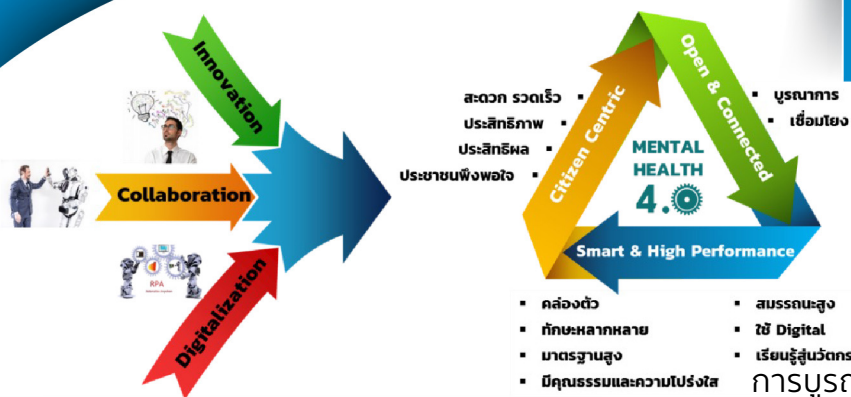 Innovation
Collaboration
RPA
Digitalization
สะดวก รวดเร็ว
ประสิทธิภาพ
ประสิทธิผล
ประชาชนพึงพอใจ
Citizen Centric
Open & Connected
บูรณาการ
เชื่อมโยง
MENTAL
HEALTH
4.0
Smart & High Performance
คล่องตัว
ทักษะหลากหลาย
มาตรฐานสูง
มีคุณธรรมและความโปร่งใส
สมรรถนะสูง
ใช้ Digital
เรียนรู้สู่นวัตกร
การบูรณ